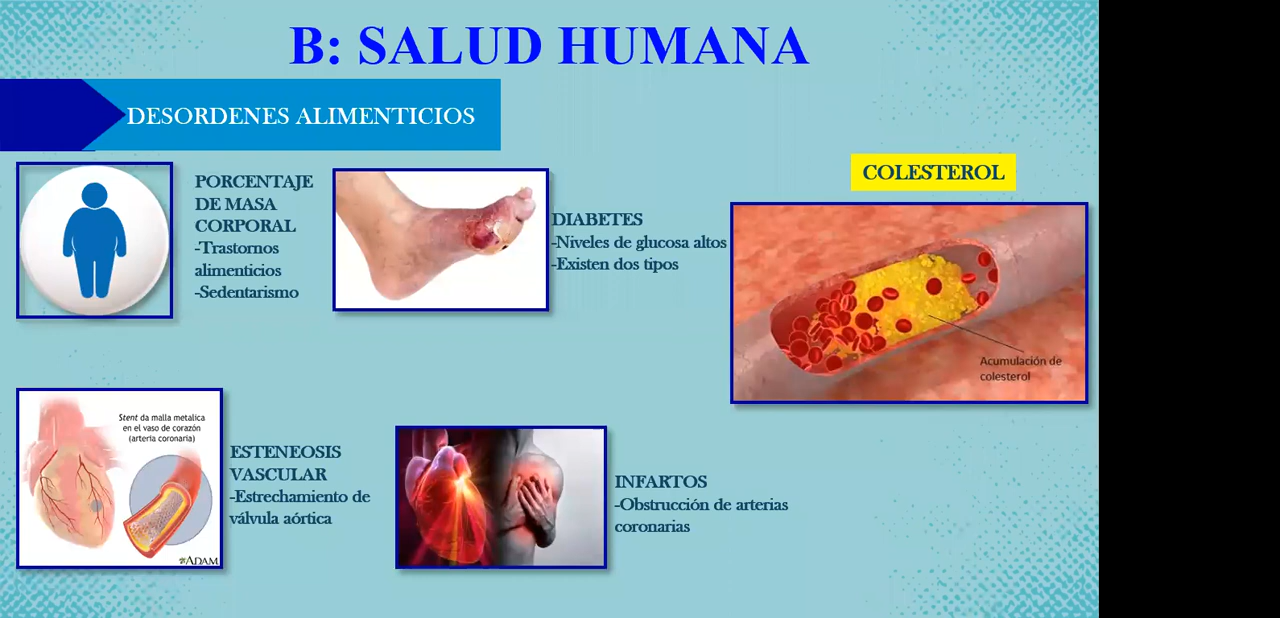 B: SALUD HUMANA
DESORDENES ALIMENTICIOS
PORCENTAJE
DE MASA
CORPORAL
-Trastornos
alimenticios
-Sedentarismo
DIABETES
-Niveles de glucosa altos
-Existen dos tipos
COLESTEROL
Acumulación de
colesterol
Stent da malla metalica
en el vaso de corazón
(arteria coronaria)
ADAM
ESTENEOSIS
VASCULAR
-Estrechamiento de
válvula aórtica
INFARTOS
-Obstrucción de arterias
coronarias